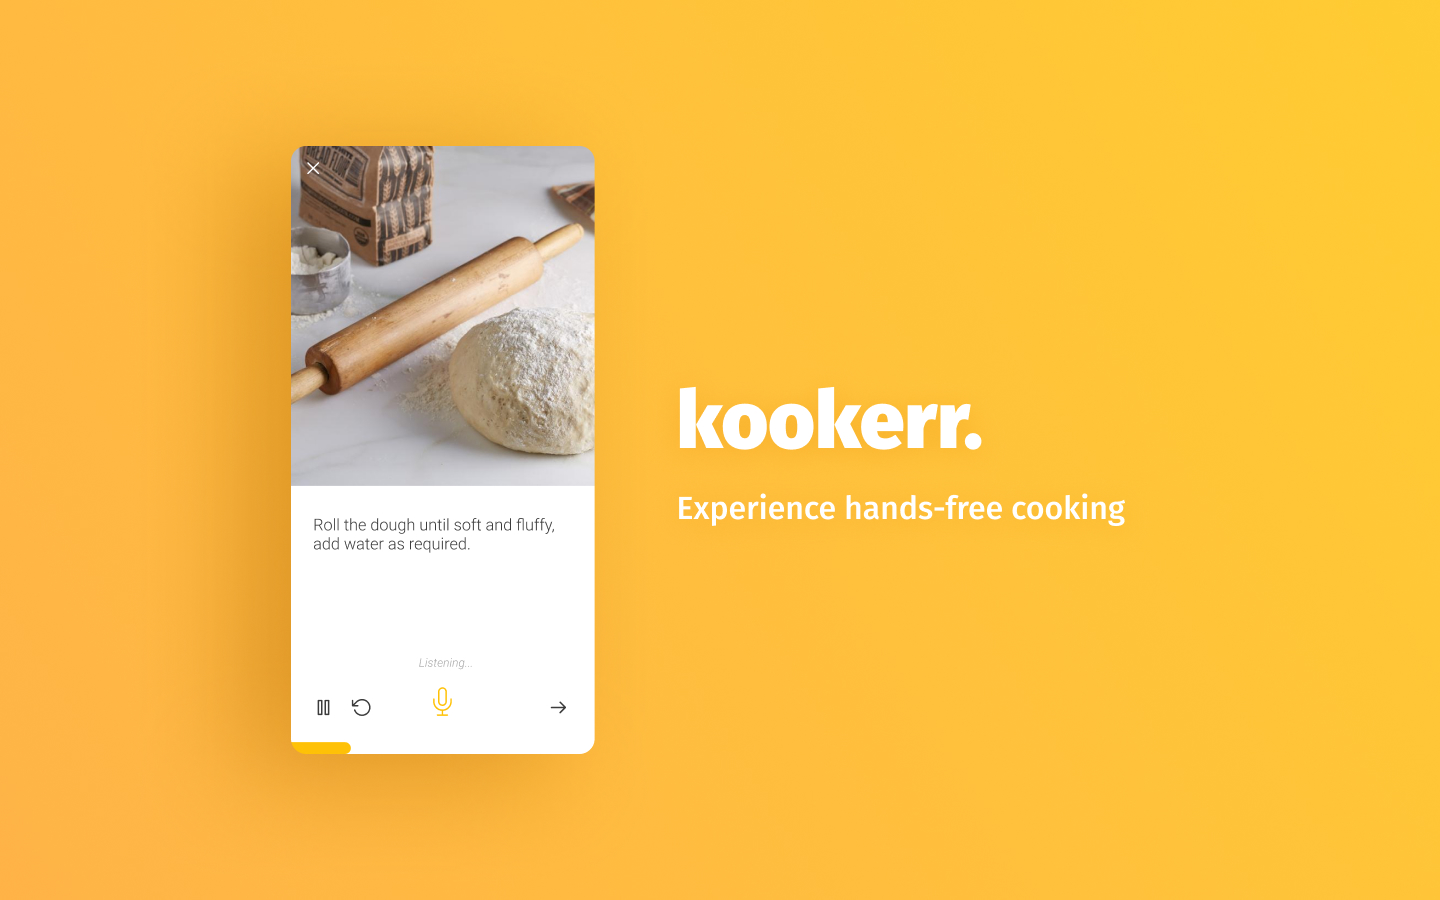 Roll the dough until soft and fluffy,
add water as required.
Listening...
kookerr.
Experience hands-free cooking